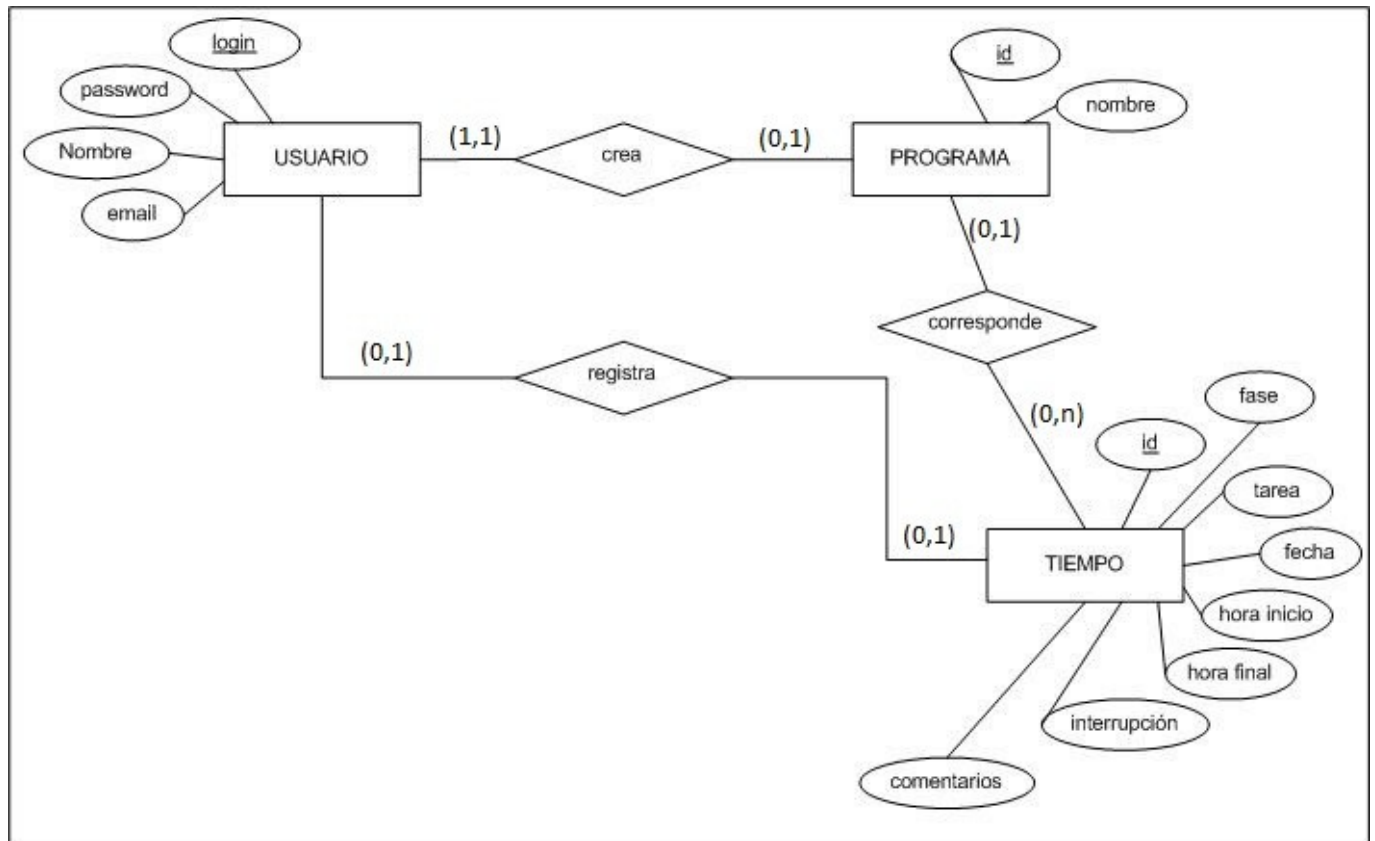 login
id
password
nombre
USUARIO
(1,1)
crea
(0,1)
PROGRAMA
Nombre
email
(0,1)
corresponde
(0,1)
registra
fase
(0,n)
id
tarea
(0,1)
fecha
TIEMPO
hora inicio
hora final
interrupción
comentarios